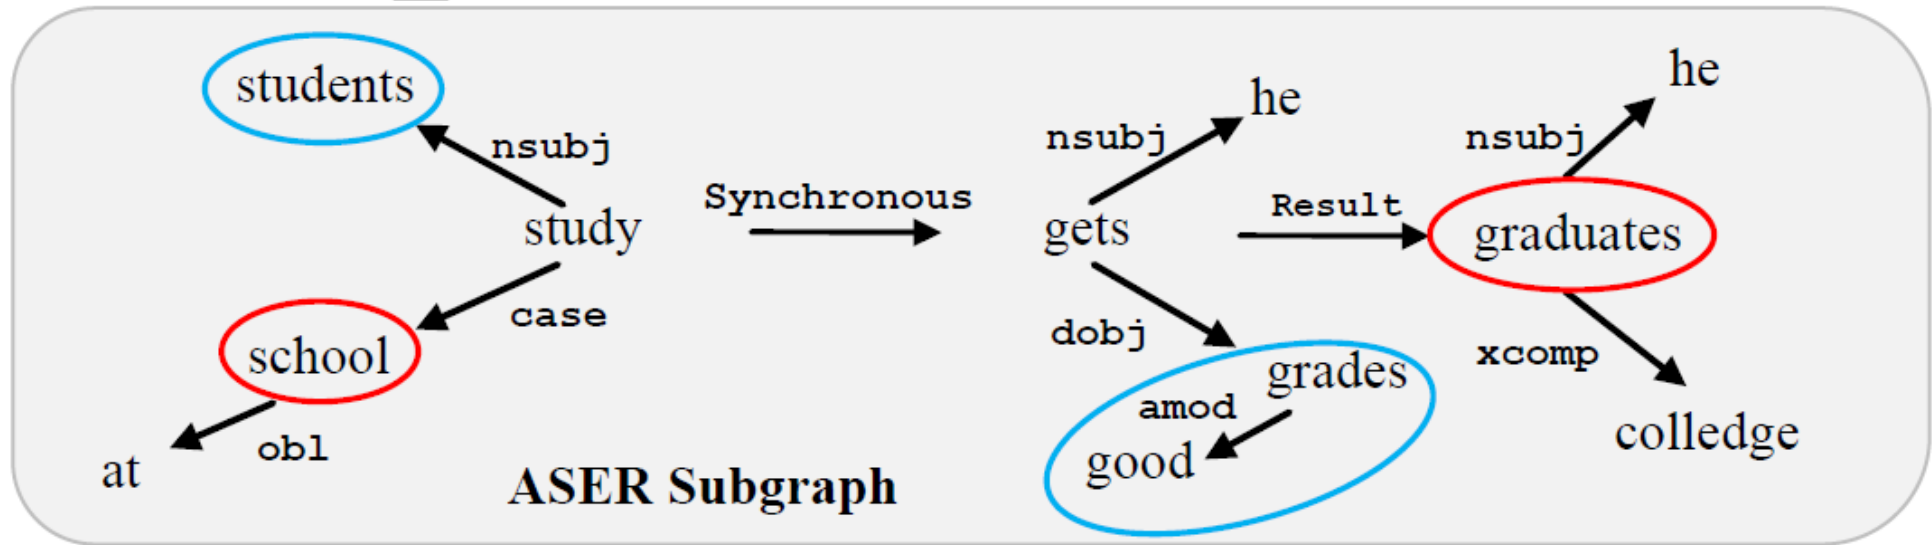 students
he
he
nsubj
nsubj
nsubj
Synchronous
Result
study
gets
graduates
case
dobj
xcomp
school
grades
amod
colledge
obl
good
at
ASER Subgraph